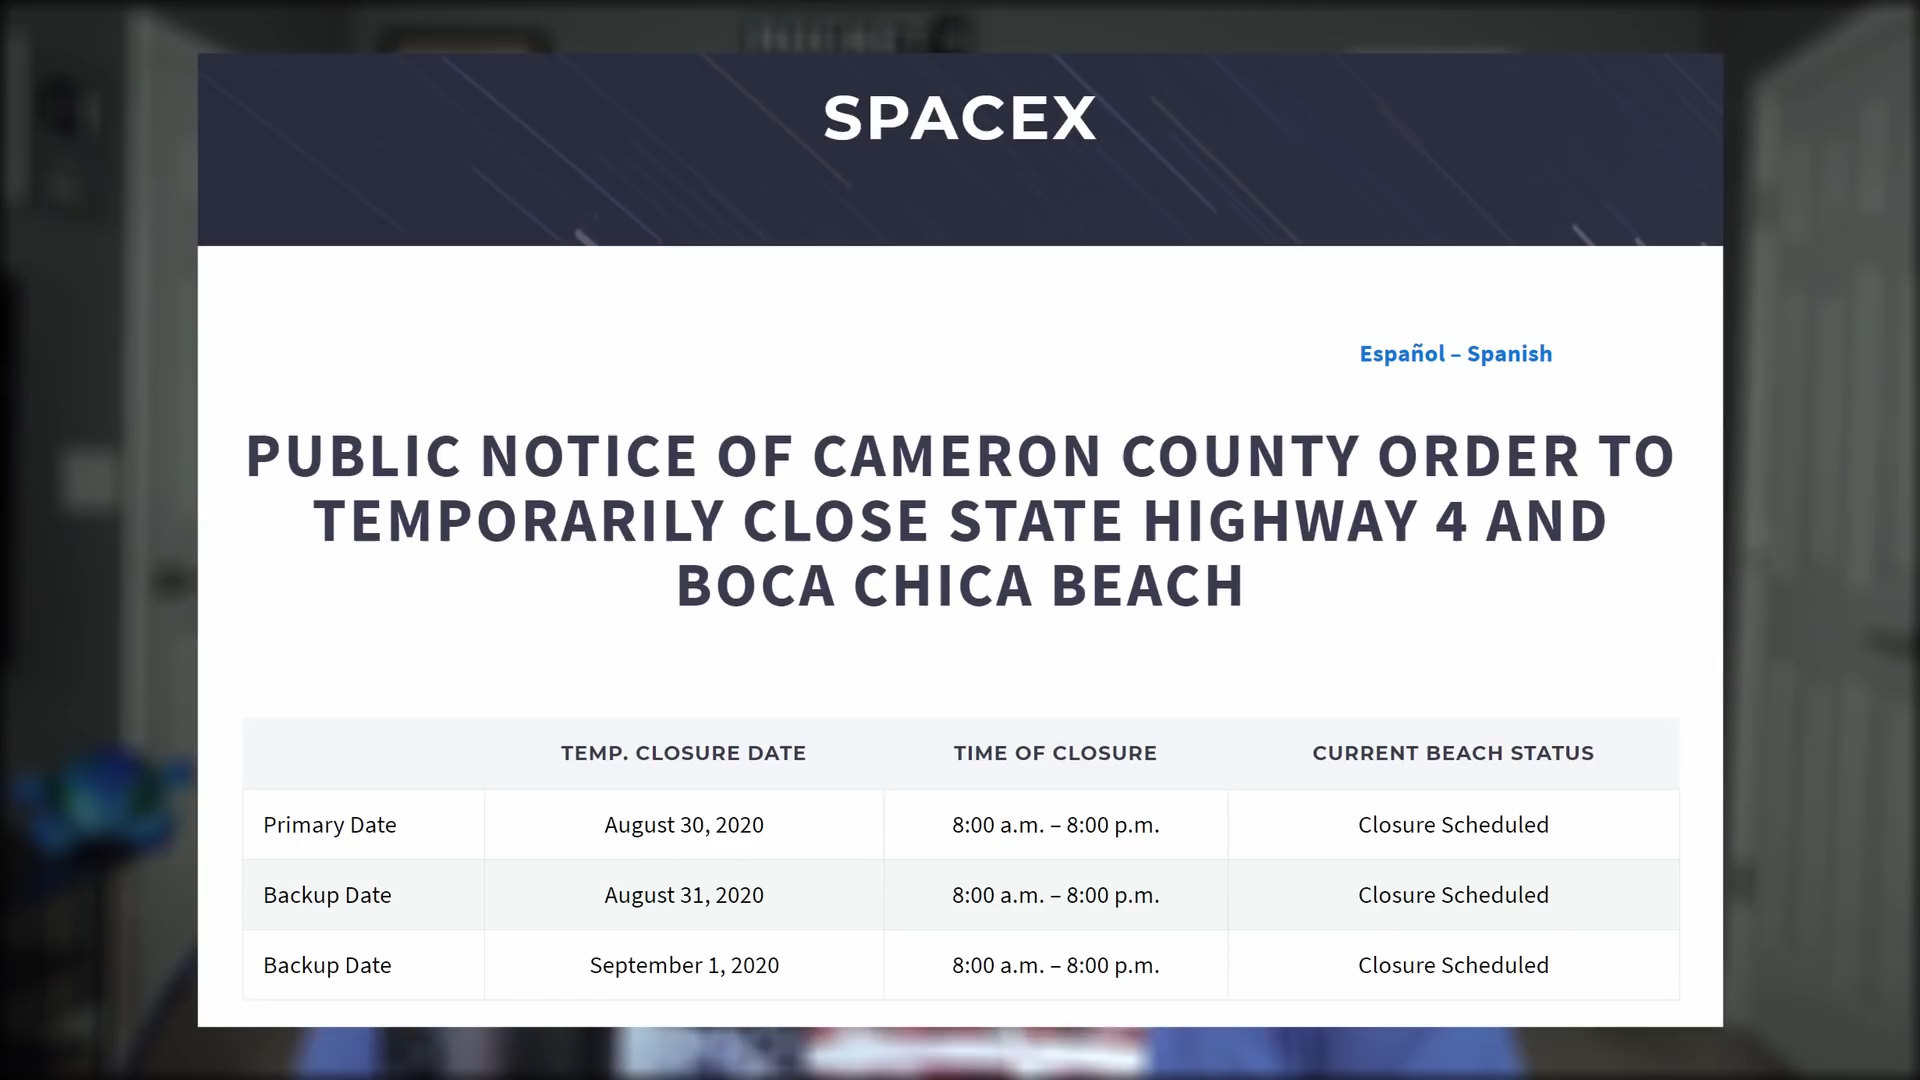 SPACEX
Español – Spanish
PUBLIC NOTICE OF CAMERON COUNTY ORDER TO
TEMPORARILY CLOSE STATE HIGHWAY 4 AND
BOCA CHICA BEACH
TEMP. CLOSURE DATE TIME OF CLOSURE CURRENT BEACH STATUS
Primary Date August 30, 2020 8:00 a.m. – 8:00 p.m. Closure Scheduled
Backup Date August 31, 2020 8:00 a.m. – 8:00 p.m. Closure Scheduled
Backup Date September 1, 2020 8:00 a.m. – 8:00 p.m. Closure Scheduled